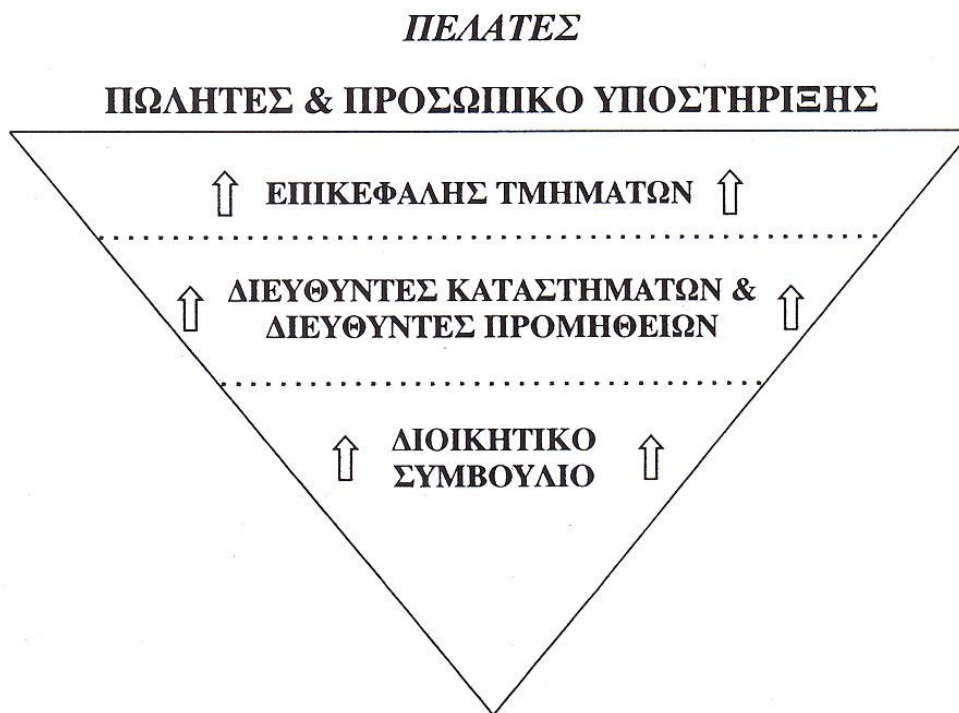 ΠΕΛΑΤΕΣ
ΠΩΛΗΤΕΣ & ΠΡΟΣΩΠΙΚΟ ΥΠΟΣΤΗΡΙΞΗΣ
ΕΠΙΚΕΦΑΛΗΣ ΤΜΗΜΑΤΩΝ
ΔΙΕΥΘΥΝΤΕΣ ΚΑΤΑΣΤΗΜΑΤΩΝ &
ΔΙΕΥΘΥΝΤΕΣ ΠΡΟΜΗΘΕΙΩΝ
ΔΙΟΙΚΗΤΙΚΟ
ΣΥΜΒΟΥΛΙΟ